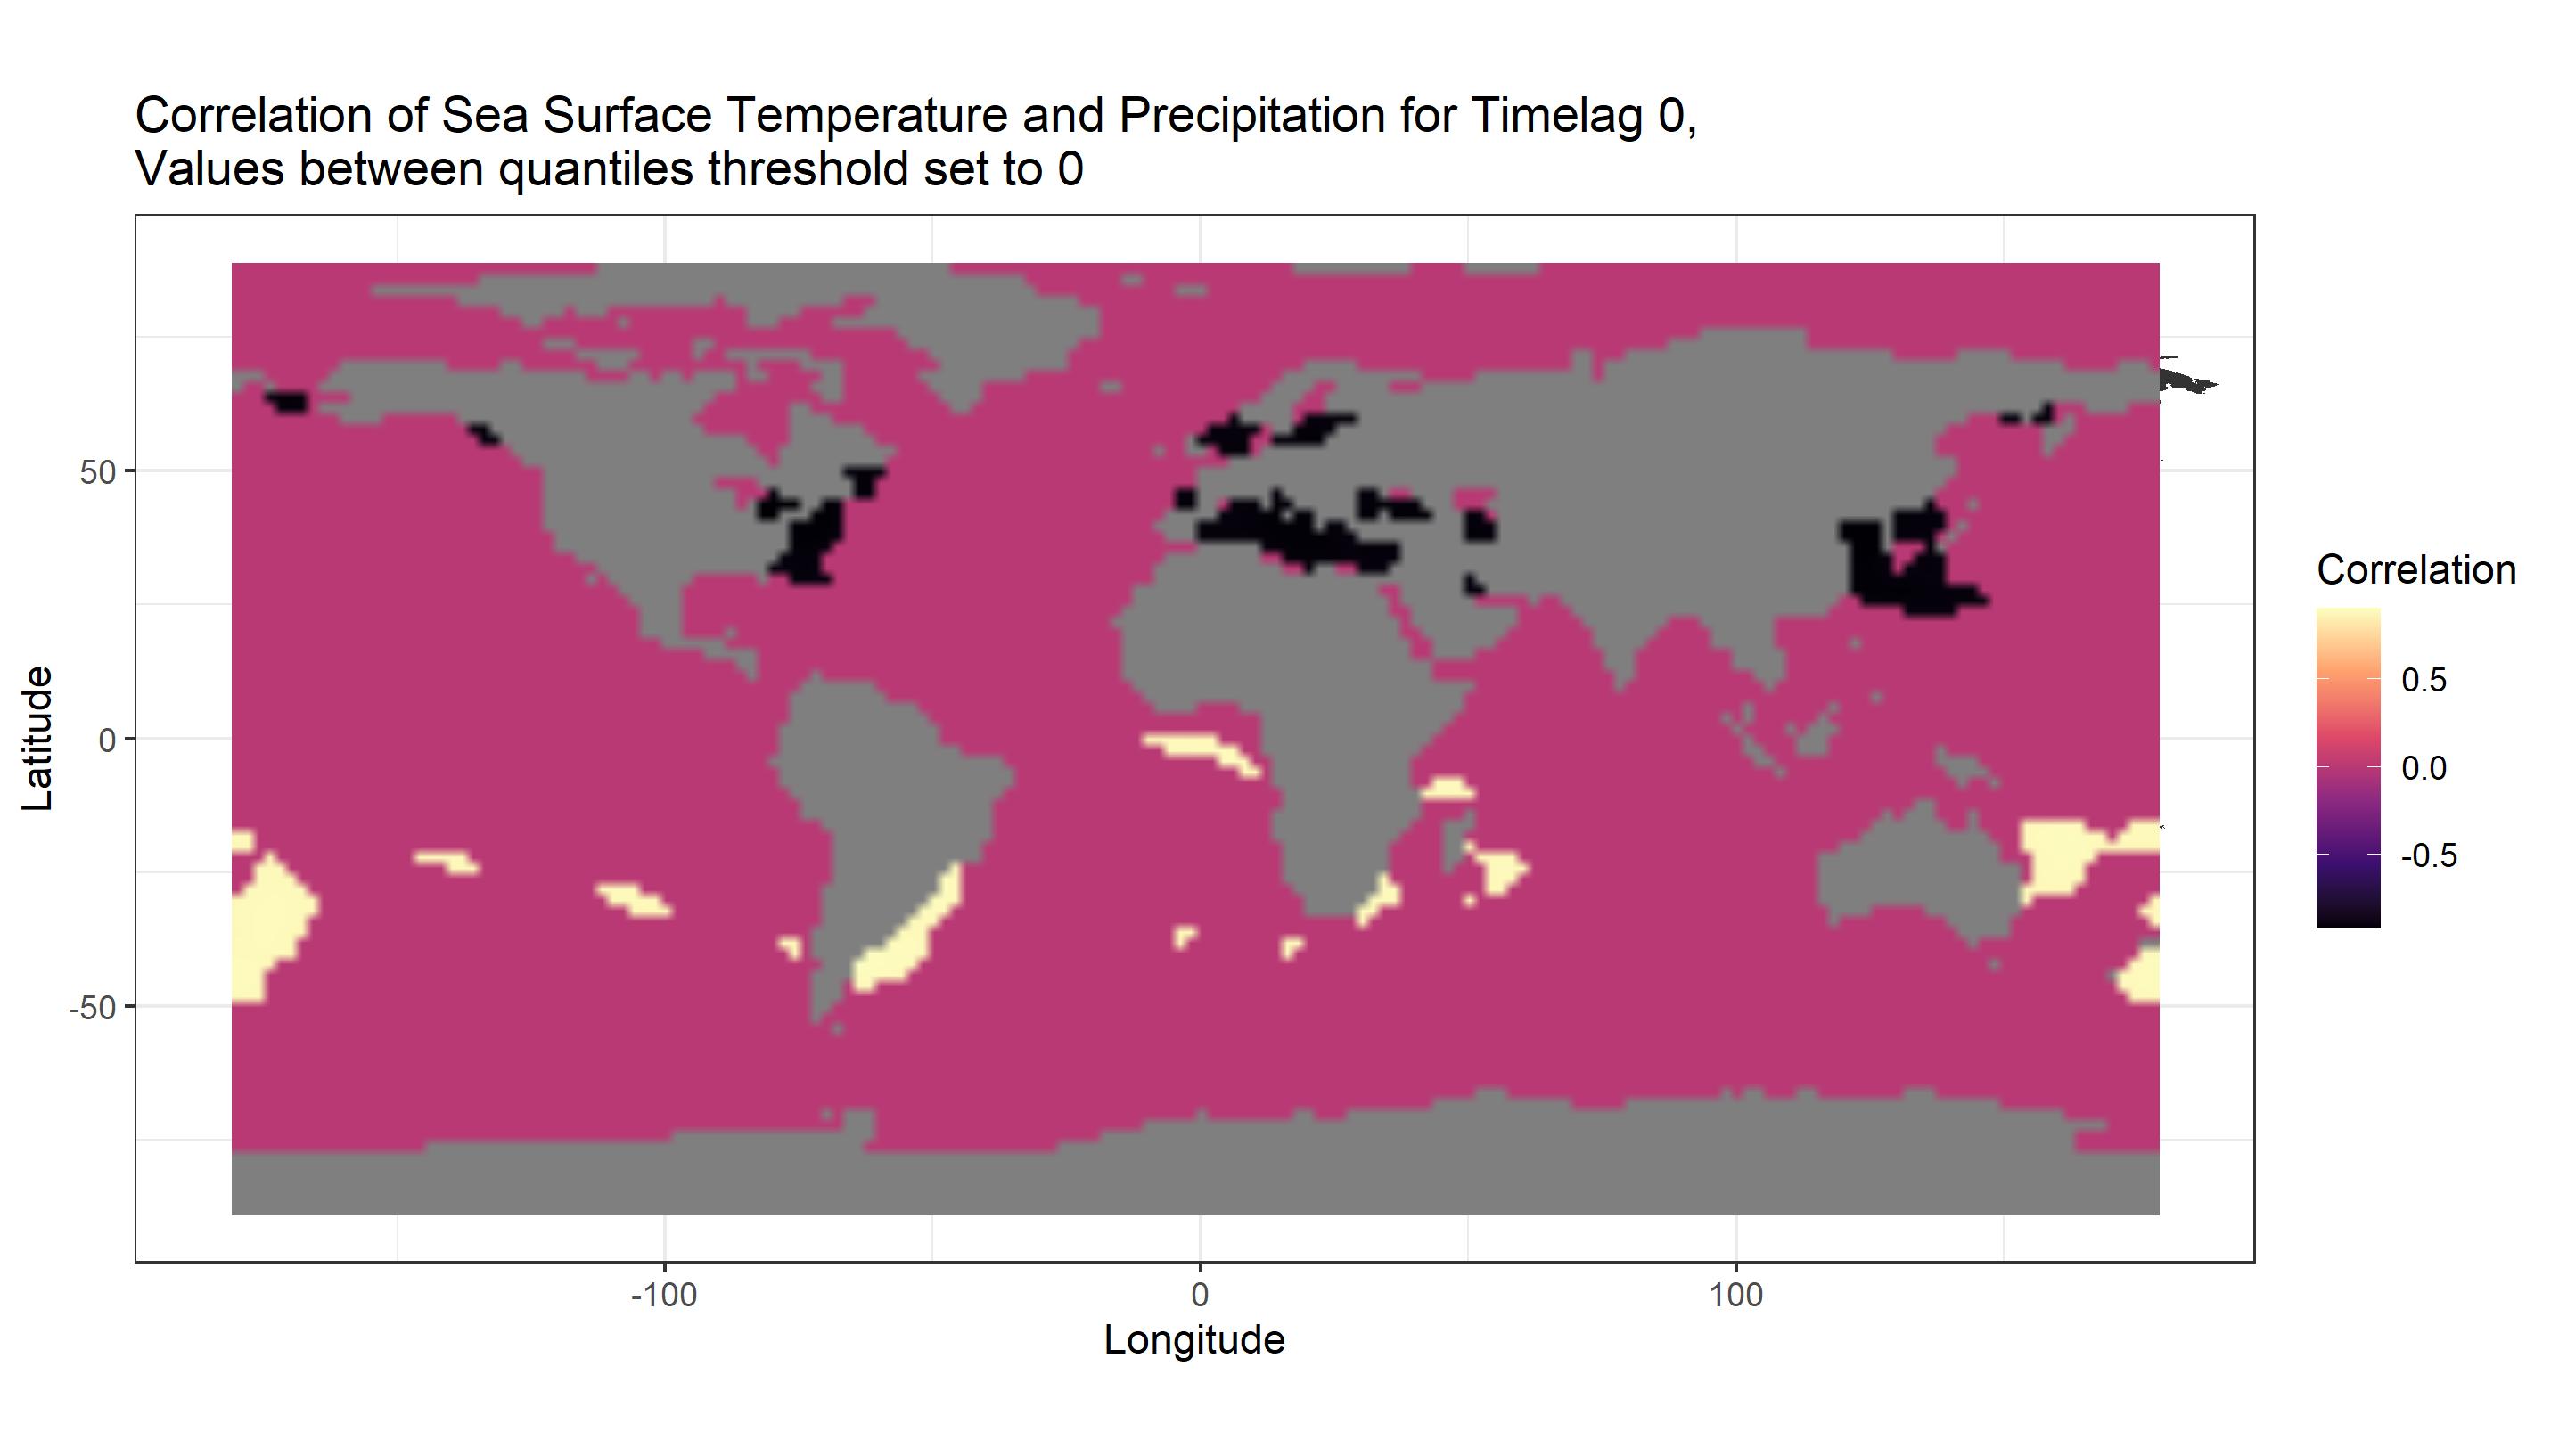 Correlation of Sea Surface Temperature and Precipitation for Timelag 0,
Values between quantiles threshold set to 0
Latitude
50
0
-50
-100
0
100
Longitude
Correlation
0.5
0.0
-0.5